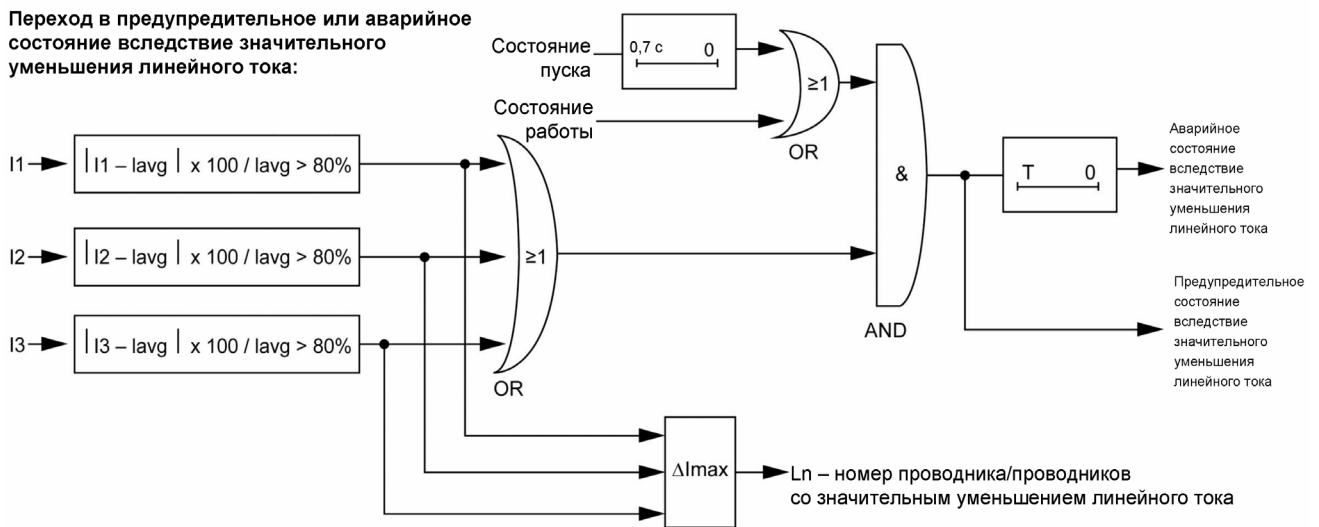 Переход в предупредительное или аварийное
состояние вследствие значительного
уменьшения линейного тока:
Состояние
пуска
0,7 с 0
≥1
OR
Состояние
работы
I1
| I1 – Iavg | x 100 / Iavg > 80%
I2
| I2 – Iavg | x 100 / Iavg > 80%
I3
| I3 – Iavg | x 100 / Iavg > 80%
≥1
OR
&
AND
T 0
Аварийное
состояние
вследствие
значительного
уменьшения
линейного тока
Предупредительное
состояние
вследствие
значительного
уменьшения
линейного тока
ΔImax
Ln – номер проводника/проводников
со значительным уменьшением линейного тока